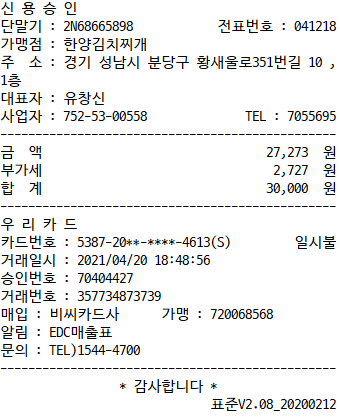 신 용 승 인
단말기 : 2N68665898 전표번호 : 041218
가맹점 : 한양김치찌개
주 소 : 경기 성남시 분당구 황새울로351번길 10 ,
1층
대표자 : 유창신
사업자 : 752-53-00558 TEL : 7055695
금 액 27,273 원
부가세 2,727 원
합 계 30,000 원
우 리 카 드
카드번호 : 5387-20**-****-4613(S) 일시불
거래일시 : 2021/04/20 18:48:56
승인번호 : 70404427
거래번호 : 357734873739
매입 : 비씨카드사 가맹 : 720068568
알림 : EDC매출표
문의 : TEL)1544-4700
* 감사합니다 *
표준V2.08_20200212